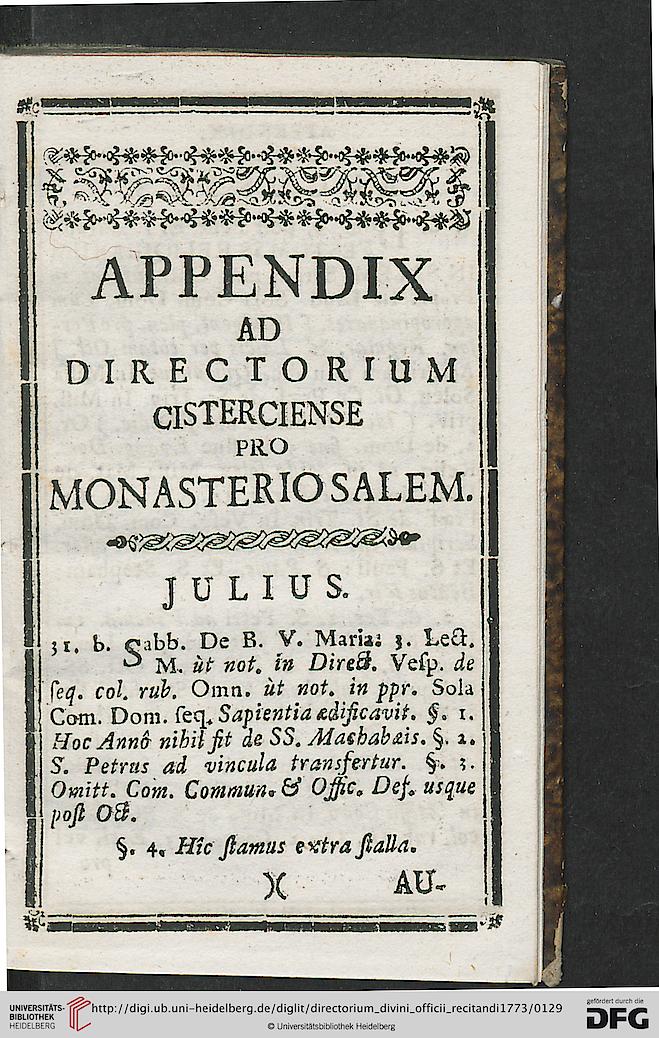 APPENDIX
AD
DIRECTORIUM
CISTERCIENSE
PRO
MONASTERIO SALEM.
JULIUS.
31. b. Sabb. De B. V. Mariæ 3. Lect.
M. ùt not. in Direct. Veſp. de
ſeq. col. rub. Omn. ùt not. in ppr. Sola
Com. Dom. ſeq. Sapientia ædificavit. §. 1.
Hoc Annô nihil fit de SS. Machabæis. §. 2.
S. Petrus ad vincula transfertur. §. 3.
Omitt. Com. Commun. & Offic. Def. usque
poſt Oct.
§. 4. Hîc ſtamus extra ſtalla.
)( AU-
UNIVERSITÄTS-
BIBLIOTHEK
HEIDELBERG
http://digi.ub.uni-heidelberg.de/diglit/directorium_divini_officii_recitandi1773/0129
© Universitätsbibliothek Heidelberg
gefördert durch die
DFG